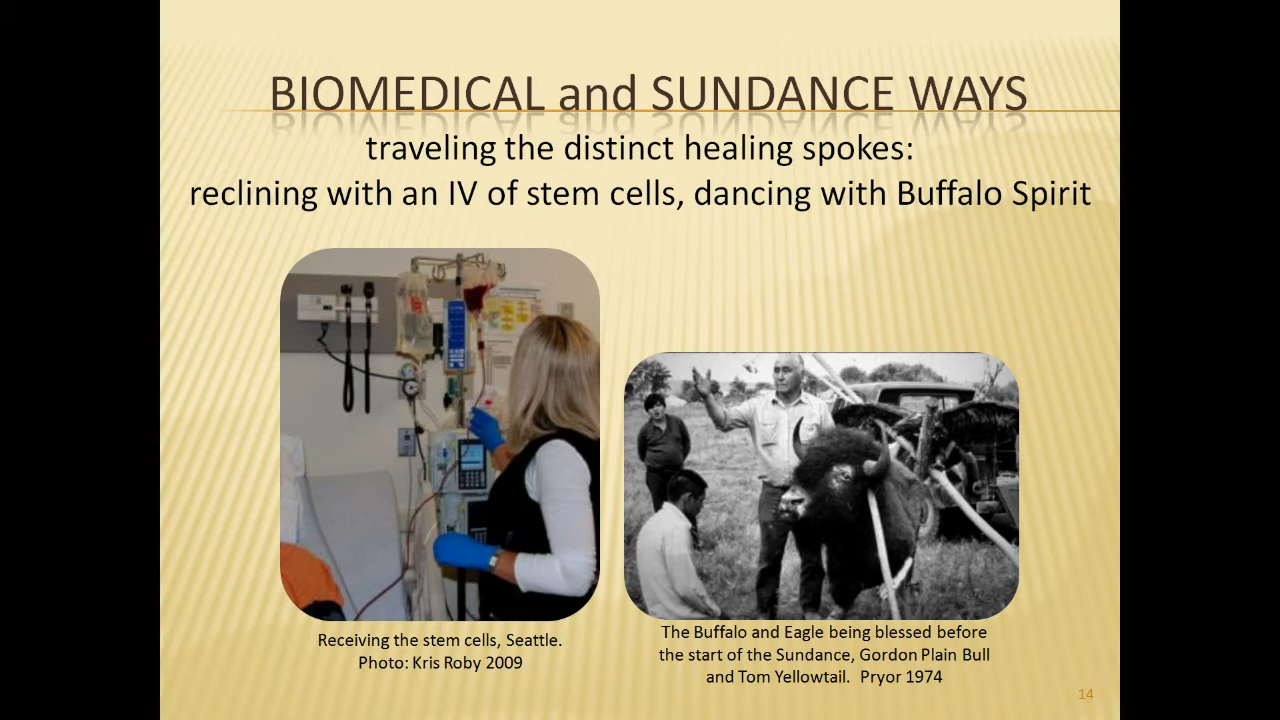 BIOMEDICAL and SUNDANCE WAYS
traveling the distinct healing spokes:
reclining with an IV of stem cells, dancing with Buffalo Spirit
Receiving the stem cells, Seattle.
Photo: Kris Roby 2009
The Buffalo and Eagle being blessed before
the start of the Sundance, Gordon Plain Bull
and Tom Yellowtail.  Pryor 1974
14